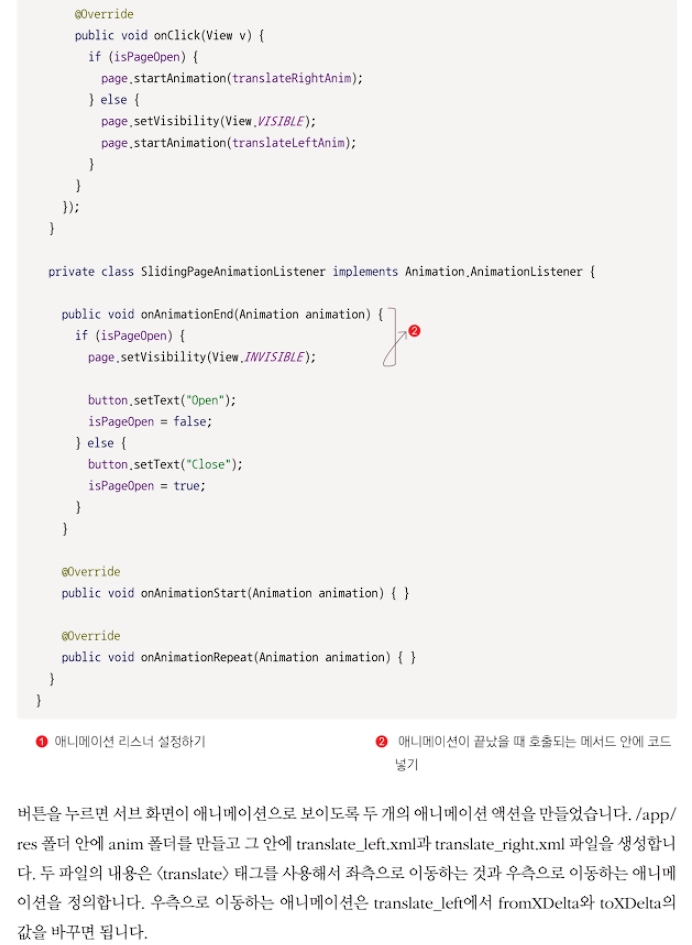 @Override
public void onClick(View v) {
if (isPageOpen) {
page.startAnimation(translateRightAnim);
} else {
page.setVisibility(View.VISIBLE);
page.startAnimation(translateLeftAnim);
}
}
});
}
private class SlidingPageAnimationListener implements Animation.AnimationListener {
public void onAnimationEnd(Animation animation) {
❷
if (isPageOpen) {
page.setVisibility(View.INVISIBLE);
button.setText("Open");
isPageOpen = false;
} else {
button.setText("Close");
isPageOpen = true;
}
}
@Override
public void onAnimationStart(Animation animation) { }
@Override
public void onAnimationRepeat(Animation animation) { }
}
}
❶ 애니메이션 리스너 설정하기
❷ 애니메이션이 끝났을 때 호출되는 메서드 안에 코드
넣기
버튼을 누르면 서브 화면이 애니메이션으로 보이도록 두 개의 애니메이션 액션을 만들었습니다. /app/
res 폴더 안에 anim 폴더를 만들고 그 안에 translate_left.xml과 translate_right.xml 파일을 생성합니
다. 두 파일의 내용은 〈translate〉 태그를 사용해서 좌측으로 이동하는 것과 우측으로 이동하는 애니메
이션을 정의합니다. 우측으로 이동하는 애니메이션은 translate_left에서 fromXDelta와 toXDelta의
값을 바꾸면 됩니다.